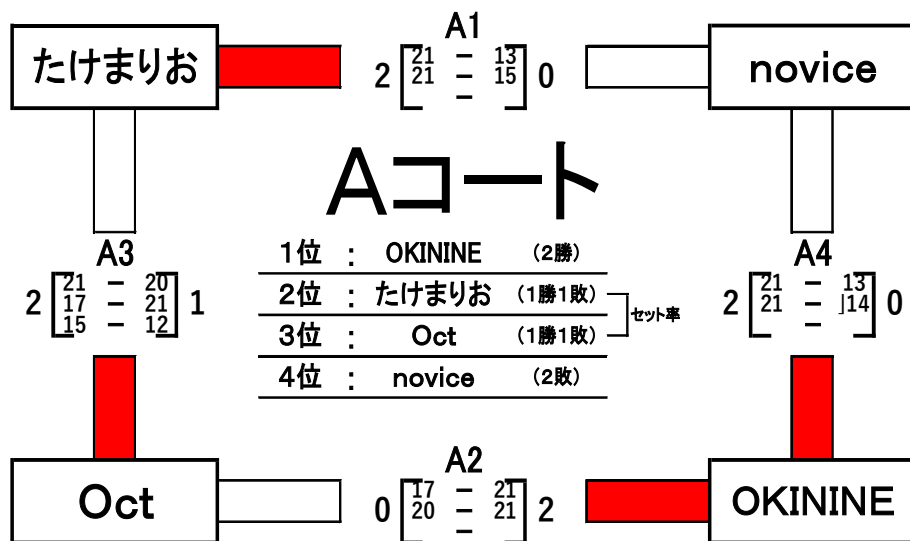 A1
たけまりお
novice
2 21 － 13 0
21 － 15
－
Aコート
1位 ： OKININE （2勝）
2位 ： たけまりお （1勝1敗）
セット率
3位 ： Oct （1勝1敗）
4位 ： novice （2敗）
A3
2 21 － 20 1
17 － 21
15 － 12
A4
2 21 － 13 0
21 － 14
－
A2
Oct
OKININE
0 17 － 21 2
20 － 21
－